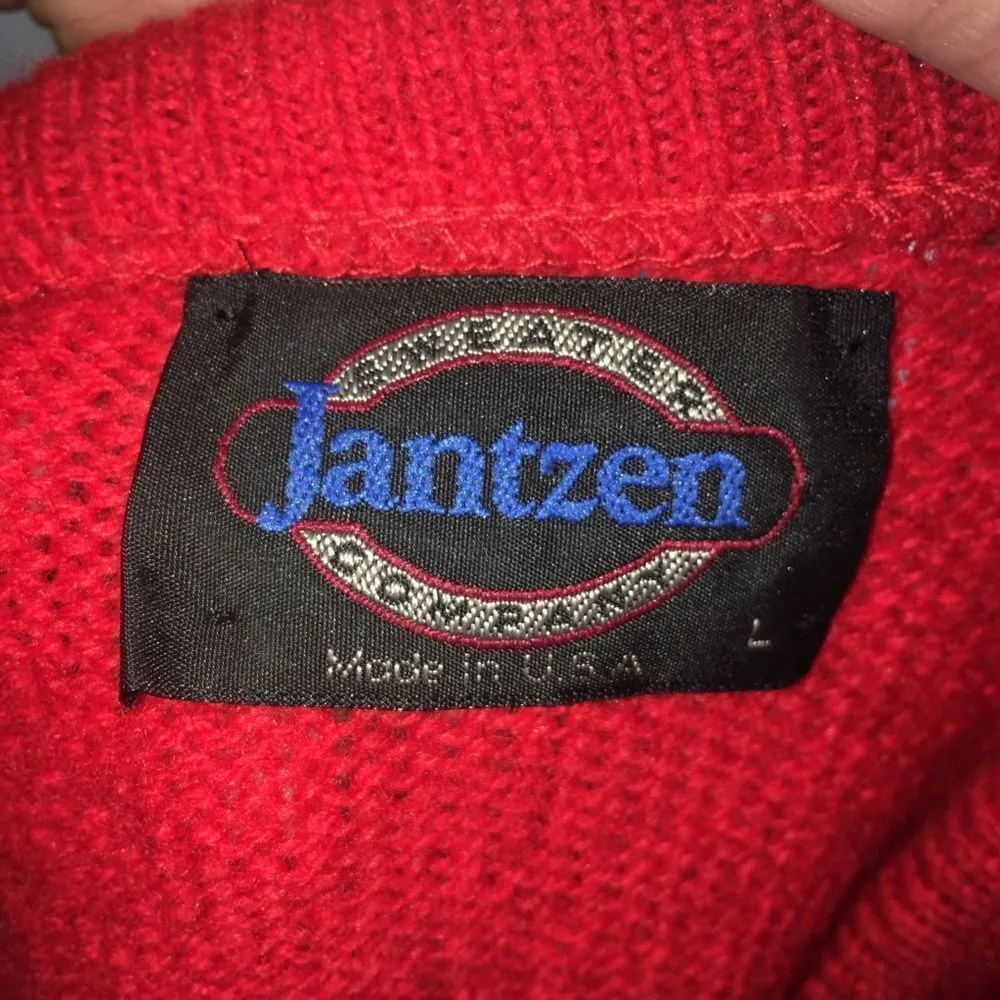 SWEATER
Jantzen
COMPANY
L
Made in U.S.A